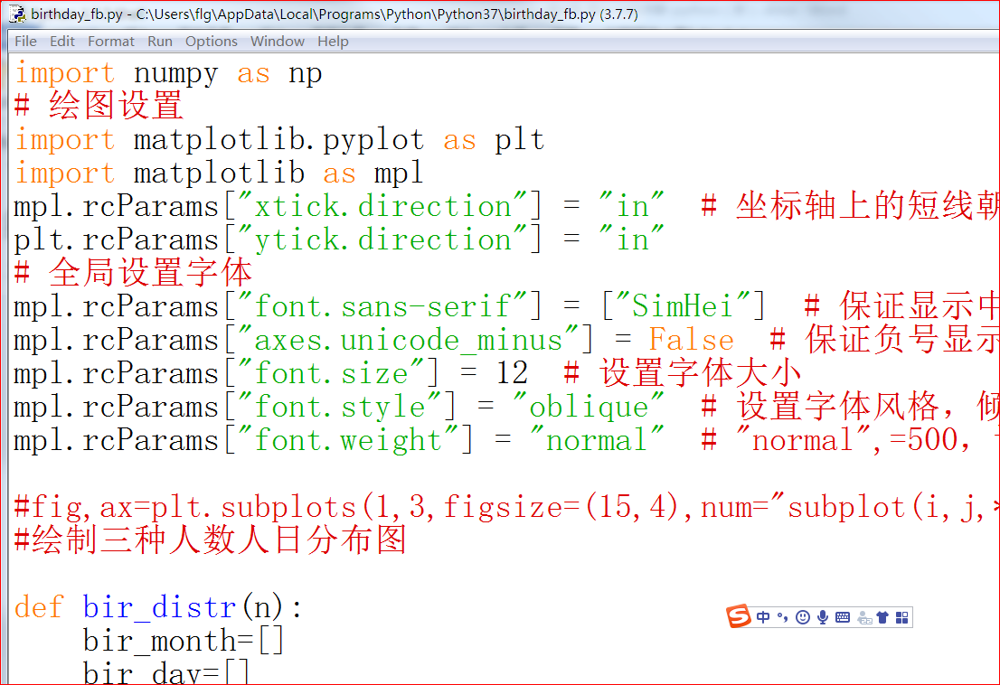 birthday_fb.py - C:\Users\flg\AppData\Local\Programs\Python\Python37\birthday_fb.py (3.7.7)
File Edit Format Run Options Window Help
import numpy as np
# 绘图设置
import matplotlib.pyplot as plt
import matplotlib as mpl
mpl.rcParams["xtick.direction"] = "in"  # 坐标轴上的短线朝
plt.rcParams["ytick.direction"] = "in"
# 全局设置字体
mpl.rcParams["font.sans-serif"] = ["SimHei"]  # 保证显示中
mpl.rcParams["axes.unicode_minus"] = False  # 保证负号显示
mpl.rcParams["font.size"] = 12  # 设置字体大小
mpl.rcParams["font.style"] = "oblique"  # 设置字体风格，倾
mpl.rcParams["font.weight"] = "normal"  # "normal",=500，

#fig,ax=plt.subplots(1,3,figsize=(15,4),num="subplot(i,j,*
#绘制三种人数人日分布图

def bir_distr(n):
    bir_month=[]
    bir_day=[]
中